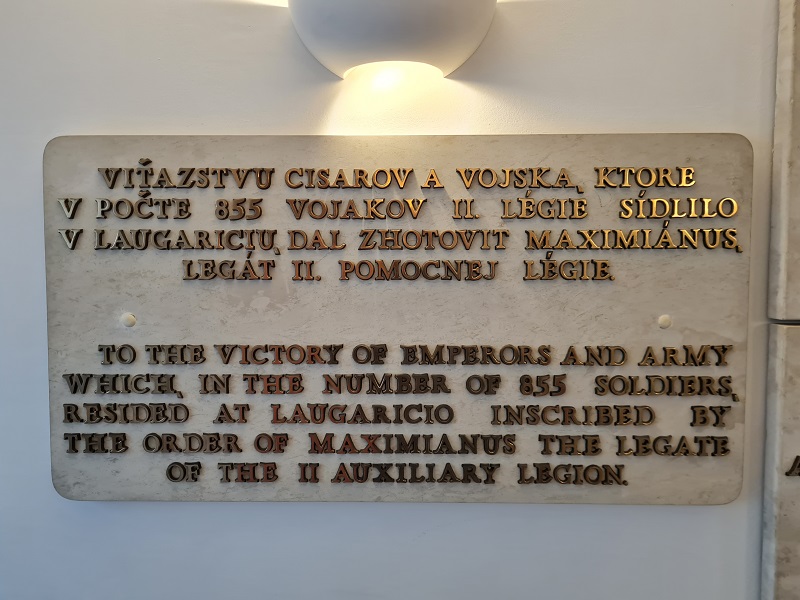 VIŤAZSTVU CISAROV A VOJSKA, KTORE
V POČTE 855 VOJAKOV II. LÉGIE SÍDLILO
V LAUGARICIU, DAL ZHOTOVIT MAXIMIÁNUS,
LEGÁT II. POMOCNEJ LÉGIE.
TO THE VICTORY OF EMPERORS AND ARMY
WHICH, IN THE NUMBER OF 855 SOLDIERS,
RESIDED AT LAUGARICIO INSCRIBED BY
THE ORDER OF MAXIMIANUS THE LEGATE
OF THE II AUXILIARY LEGION.